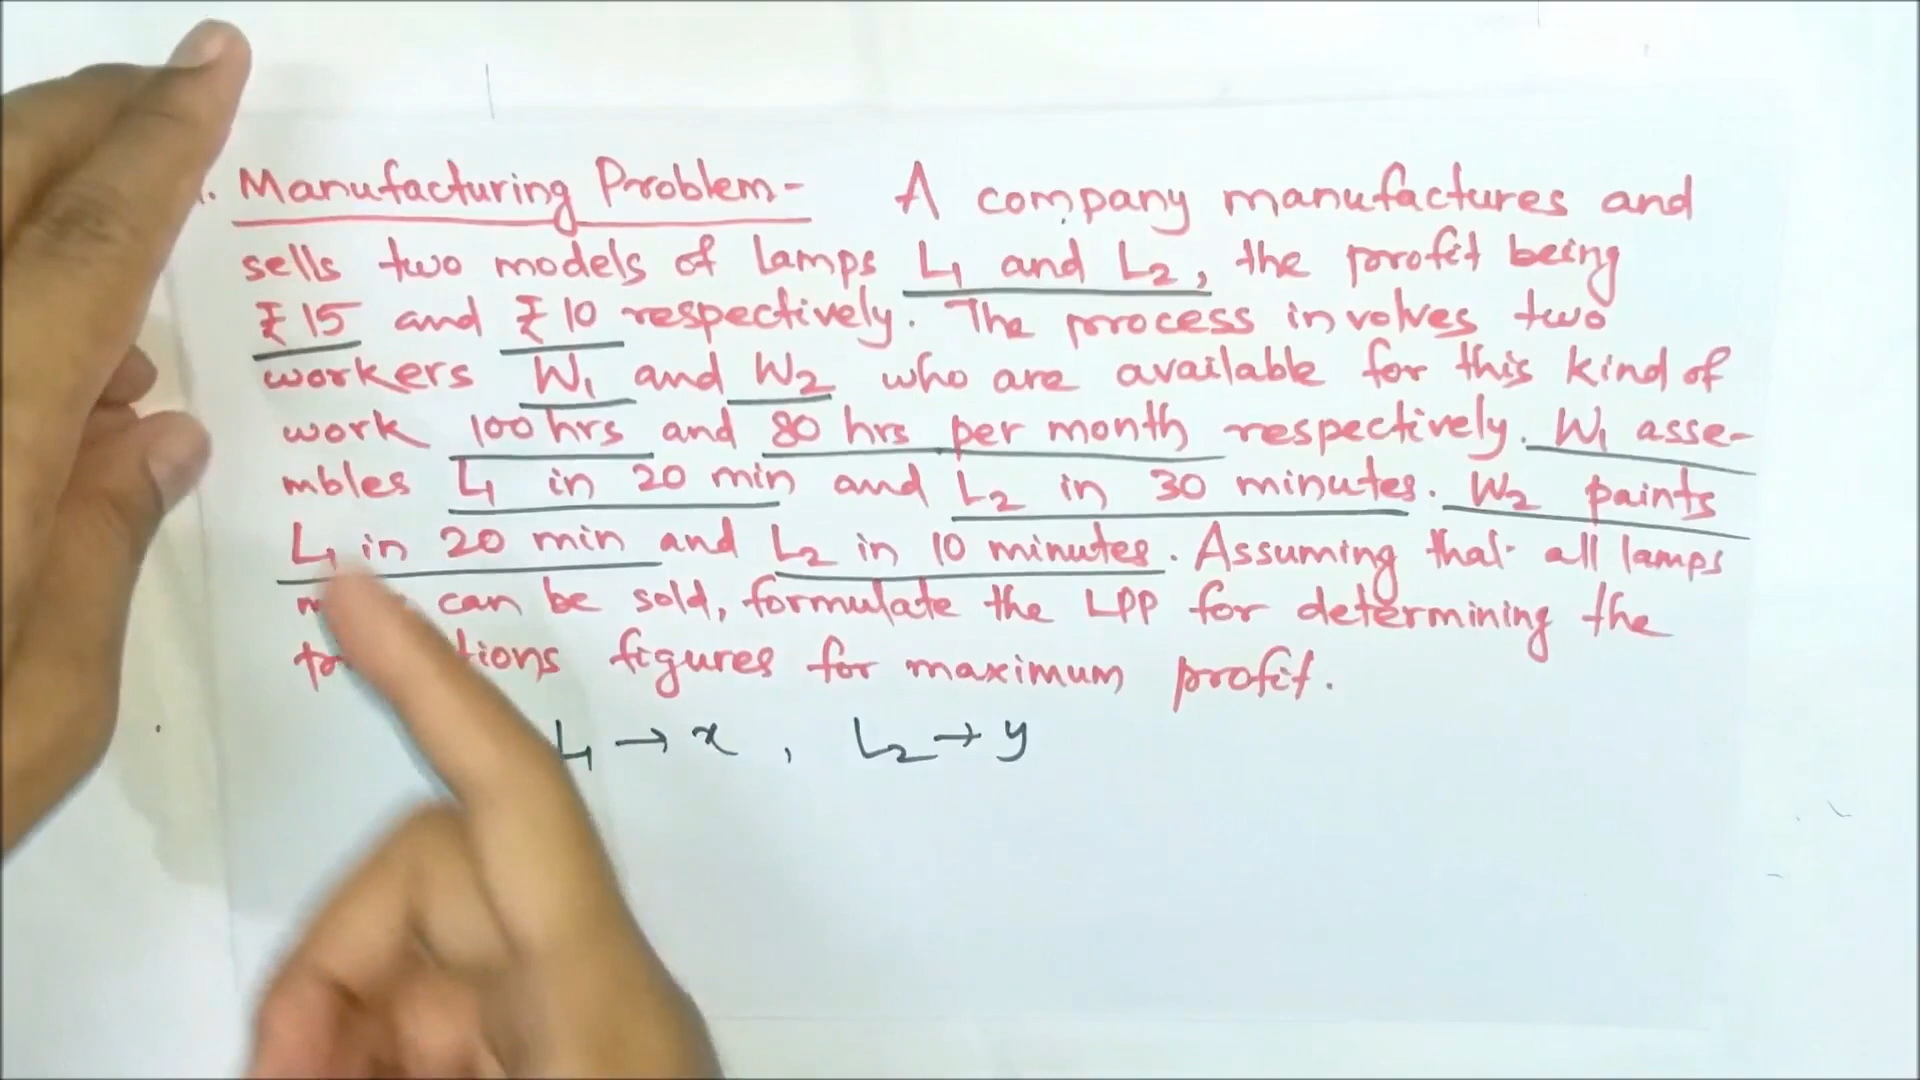 . Manufacturing Problem- A company manufactures and
sells two models of lamps L1 and L2, the profit being
₹15 and ₹10 respectively. The process involves two
workers W1 and W2 who are available for this kind of
work 100 hrs and 80 hrs per month respectively. W1 asse-
mbles L1 in 20 min and L2 in 30 minutes. W2 paints
L1 in 20 min and L2 in 10 minutes. Assuming that all lamps
can be sold, formulate the LPP for determining the
figures for maximum profit.
L1 → x , L2 → y